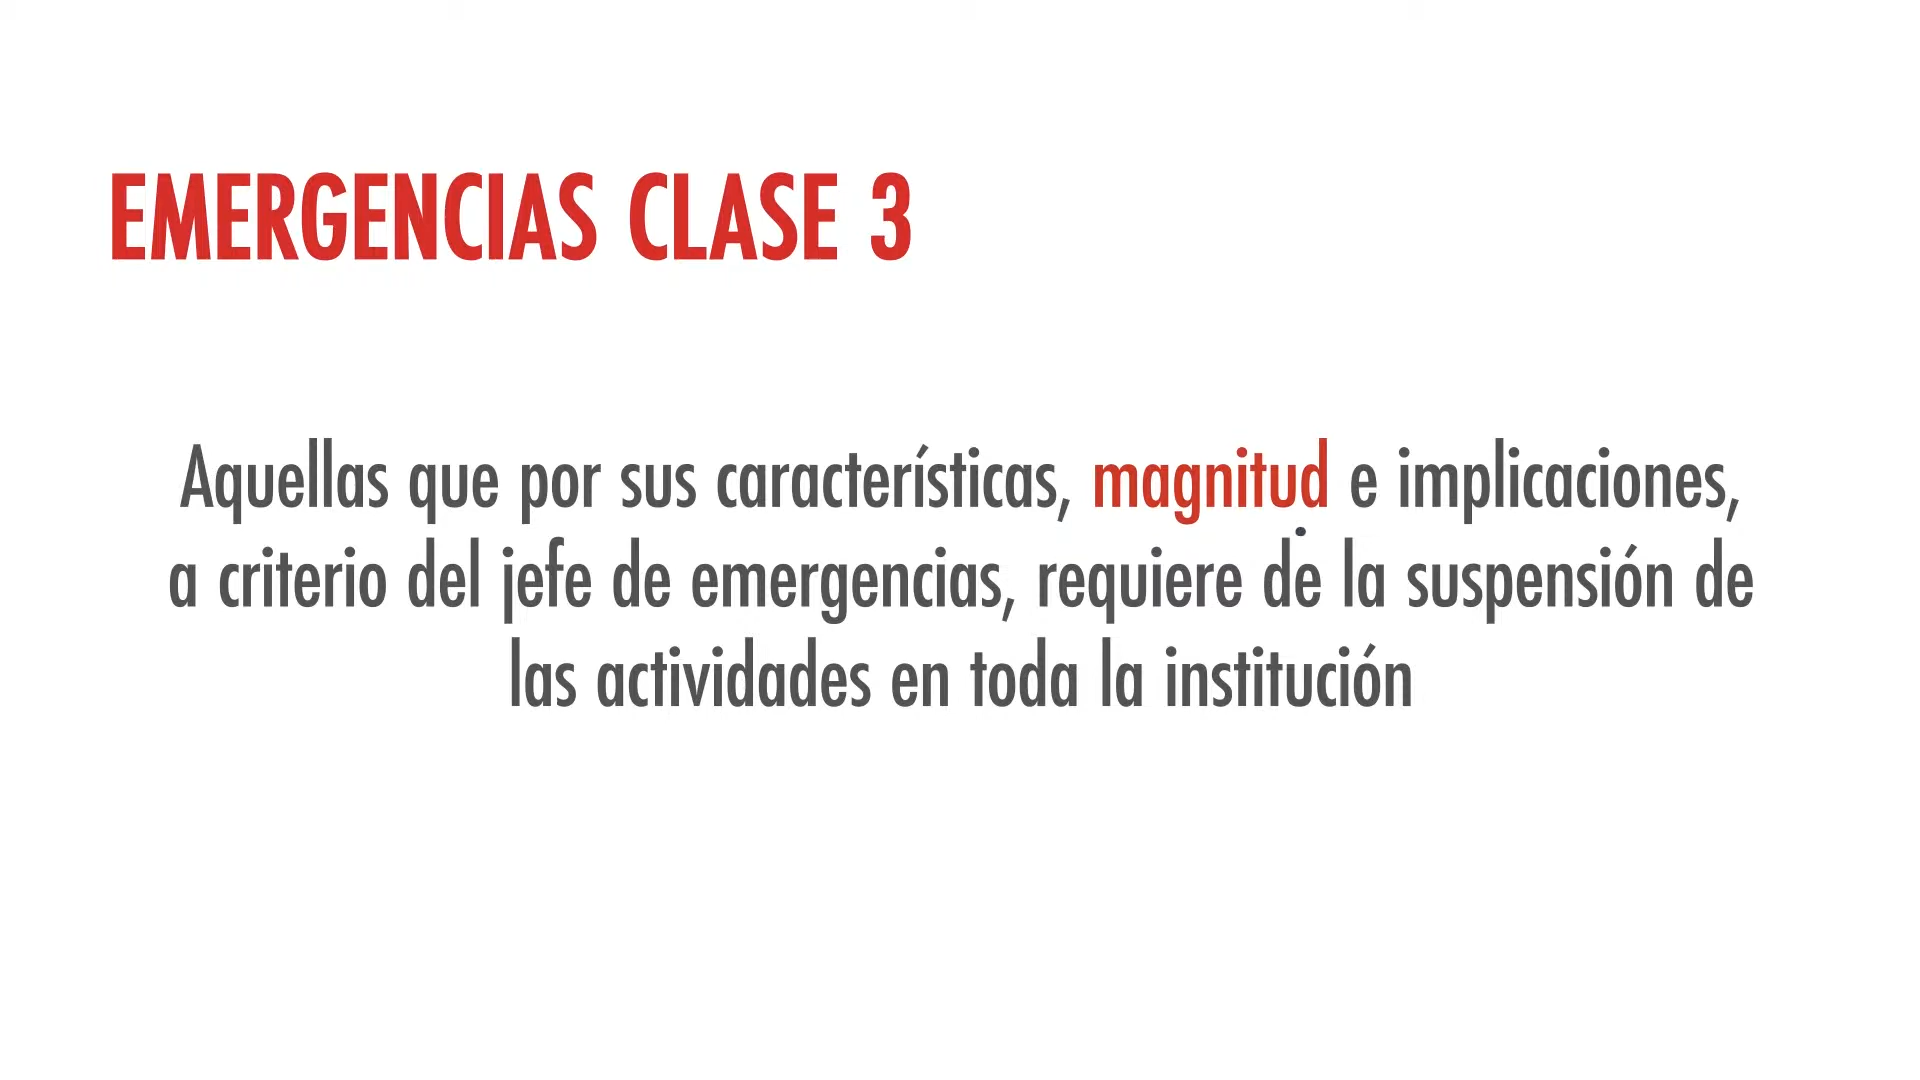 EMERGENCIAS CLASE 3
Aquellas que por sus características, magnitud e implicaciones,
a criterio del jefe de emergencias, requiere de la suspensión de
las actividades en toda la institución